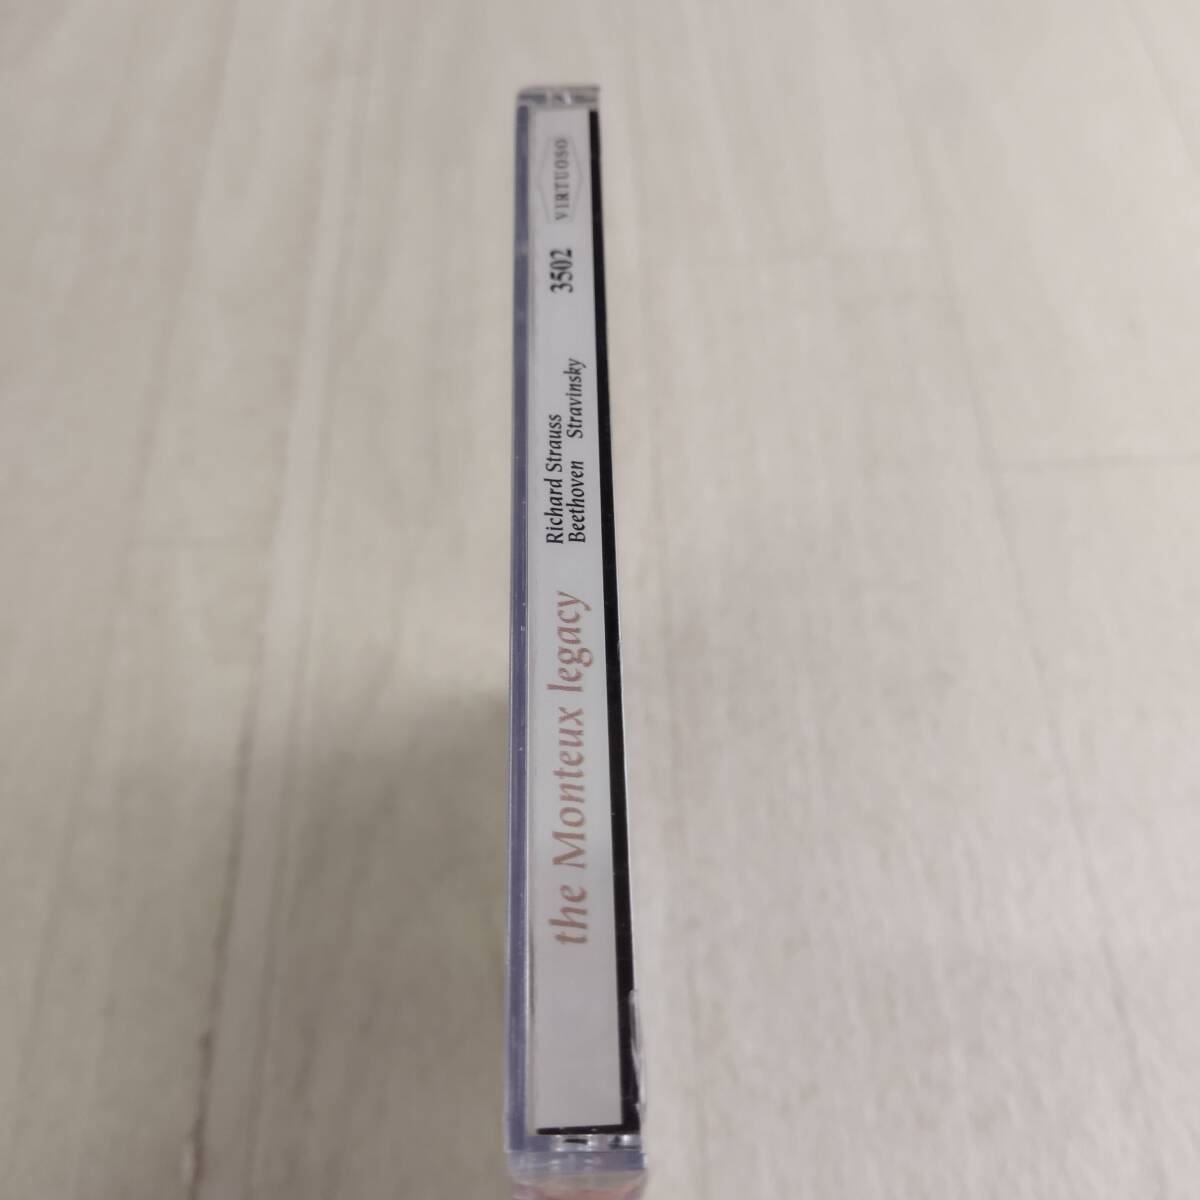 the Monteux legacy
Richard Strauss
Beethoven Stravinsky
3502
VIRTUOSO